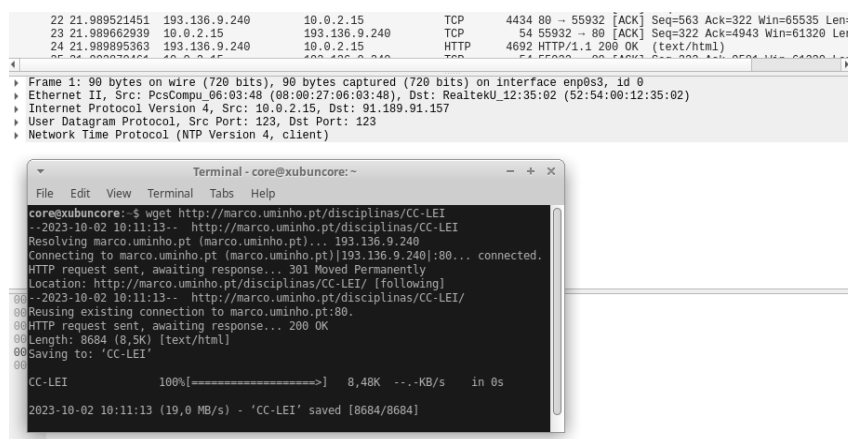 22 21.989521451 193.136.9.240 10.0.2.15 TCP 4434 80 → 55932 [ACK] Seq=563 Ack=322 Win=65535 Len=
23 21.989662939 10.0.2.15 193.136.9.240 TCP 54 55932 → 80 [ACK] Seq=322 Ack=4943 Win=61320 Len
24 21.989895363 193.136.9.240 10.0.2.15 HTTP 4692 HTTP/1.1 200 OK (text/html)
Frame 1: 90 bytes on wire (720 bits), 90 bytes captured (720 bits) on interface enp0s3, id 0
Ethernet II, Src: PcsCompu_06:03:48 (08:00:27:06:03:48), Dst: RealtekU_12:35:02 (52:54:00:12:35:02)
Internet Protocol Version 4, Src: 10.0.2.15, Dst: 91.189.91.157
User Datagram Protocol, Src Port: 123, Dst Port: 123
Network Time Protocol (NTP Version 4, client)
Terminal - core@xubuncore: ~
File Edit View Terminal Tabs Help
core@xubuncore:~$ wget http://marco.uminho.pt/disciplinas/CC-LEI
--2023-10-02 10:11:13-- http://marco.uminho.pt/disciplinas/CC-LEI
Resolving marco.uminho.pt (marco.uminho.pt)... 193.136.9.240
Connecting to marco.uminho.pt (marco.uminho.pt)|193.136.9.240|:80... connected.
HTTP request sent, awaiting response... 301 Moved Permanently
Location: http://marco.uminho.pt/disciplinas/CC-LEI/ [following]
--2023-10-02 10:11:13-- http://marco.uminho.pt/disciplinas/CC-LEI/
Reusing existing connection to marco.uminho.pt:80.
HTTP request sent, awaiting response... 200 OK
Length: 8684 (8,5K) [text/html]
Saving to: ‘CC-LEI’
CC-LEI 100%[===================>] 8,48K --.-KB/s in 0s
2023-10-02 10:11:13 (19,0 MB/s) - ‘CC-LEI’ saved [8684/8684]